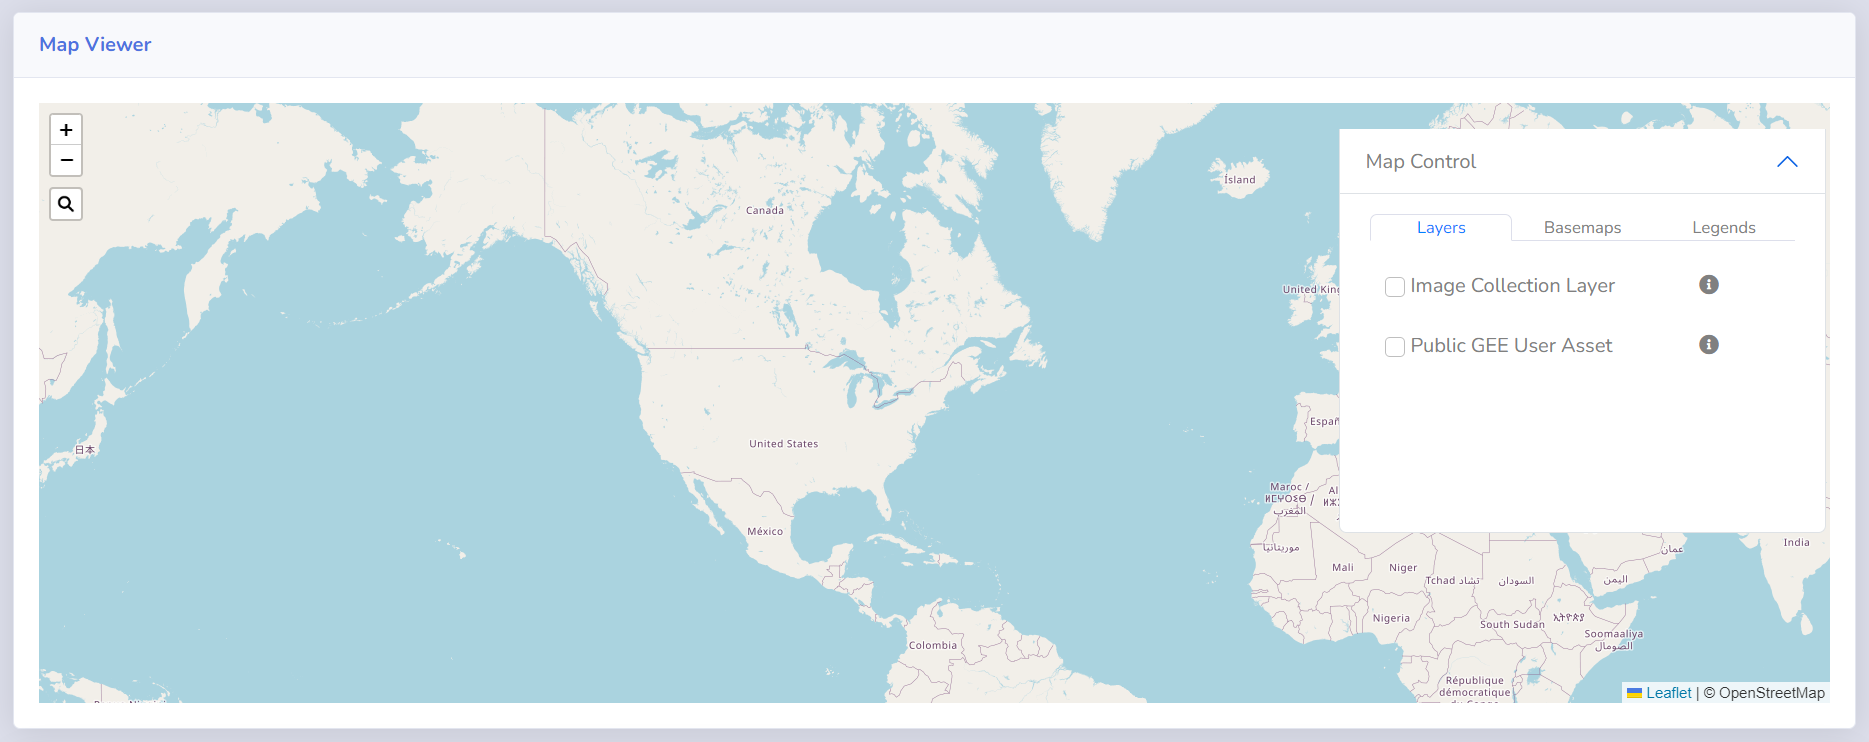 Map Viewer
+
−
Map Control
Layers
Basemaps
Legends
Image Collection Layer
Public GEE User Asset
Ísland
Canada
United King
日本
United States
Españ
México
Maroc /
ⵍⵎⵖⵔⵉⴱ /
المغرب
موريتانيا
Mali
Niger
Tchad تشاد
السودان
عمان
اليمن
India
Nigeria
South Sudan
ኢትዮጵያ
Soomaaliya
الصومال
Colombia
République
démocratique
Leaflet | © OpenStreetMap